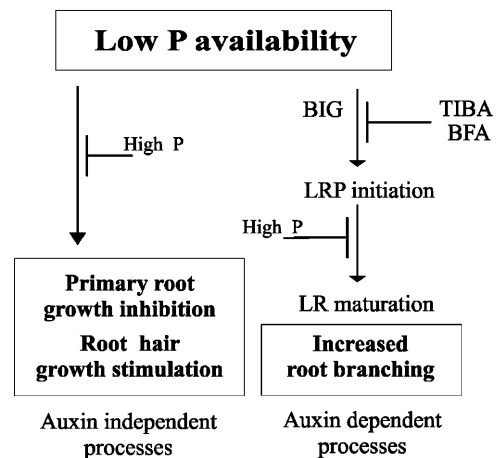 Low P availability
BIG
TIBA
BFA
High P
LRP initiation
High P
Primary root
growth inhibition
Root hair
growth stimulation
LR maturation
Increased
root branching
Auxin independent
processes
Auxin dependent
processes